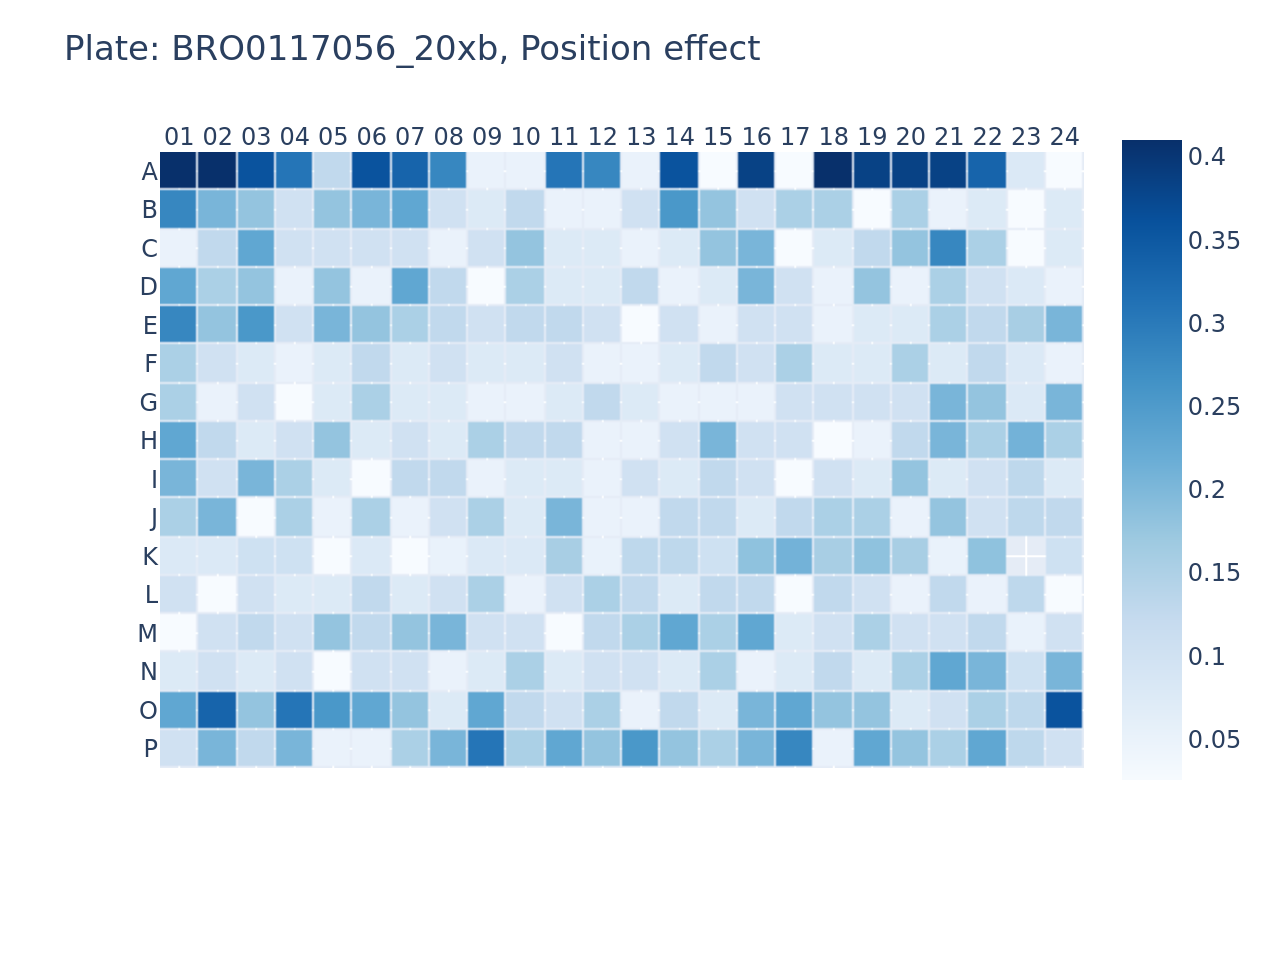 Plate: BRO0117056_20xb, Position effect
01 02 03 04 05 06 07 08 09 10 11 12 13 14 15 16 17 18 19 20 21 22 23 24
A
B
C
D
E
F
G
H
I
J
K
L
M
N
O
P
0.4
0.35
0.3
0.25
0.2
0.15
0.1
0.05